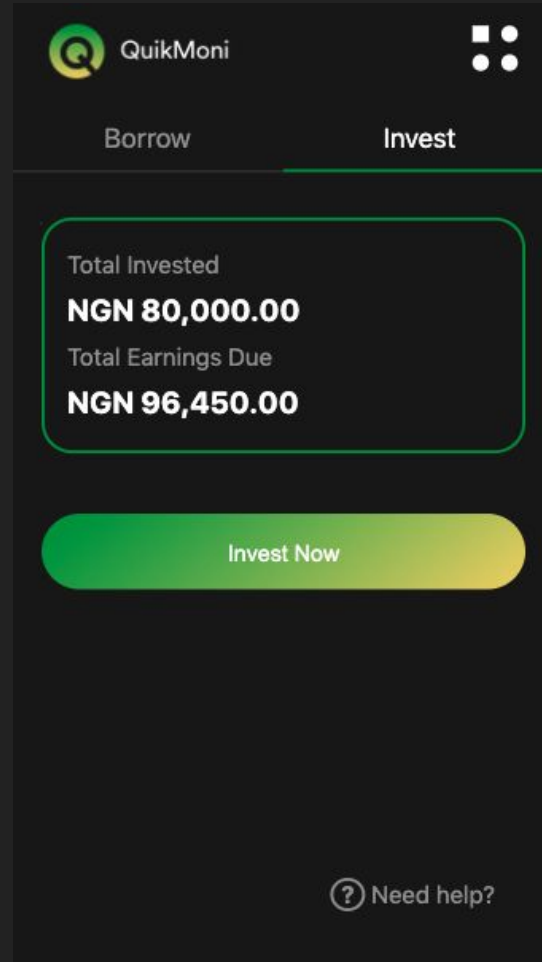 QuikMoni
Borrow
Invest
Total Invested
NGN 80,000.00
Total Earnings Due
NGN 96,450.00
Invest Now
? Need help?